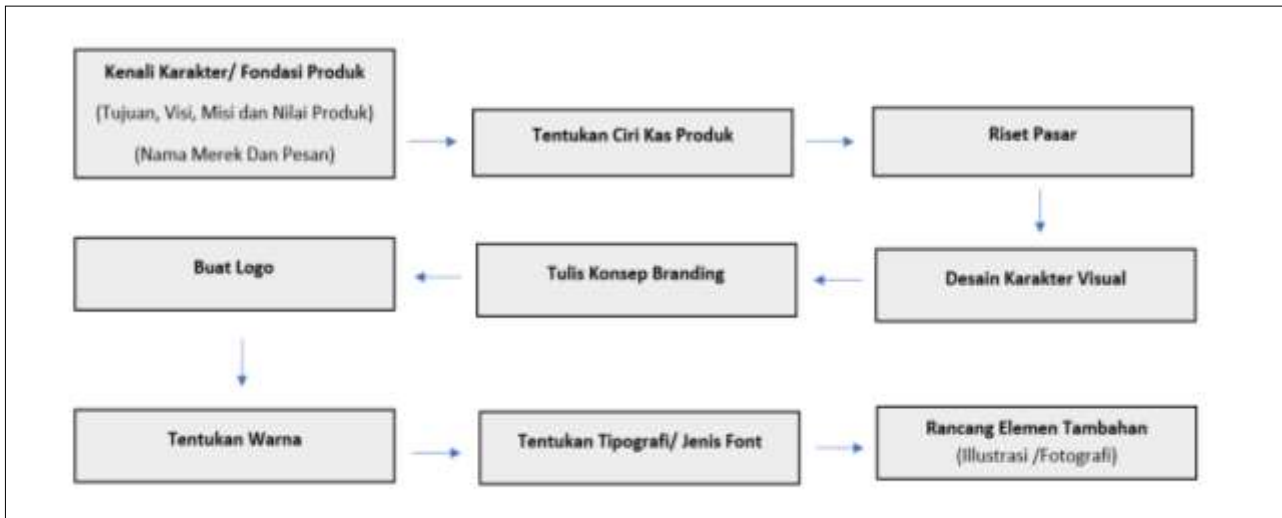 Kenali Karakter/ Fondasi Produk
(Tujuan, Visi, Misi dan Nilai Produk)
(Nama Merek Dan Pesan)
Tentukan Ciri Kas Produk
Riset Pasar
Desain Karakter Visual
Tulis Konsep Branding
Buat Logo
Tentukan Warna
Tentukan Tipografi/ Jenis Font
Rancang Elemen Tambahan
(Illustrasi /Fotografi)